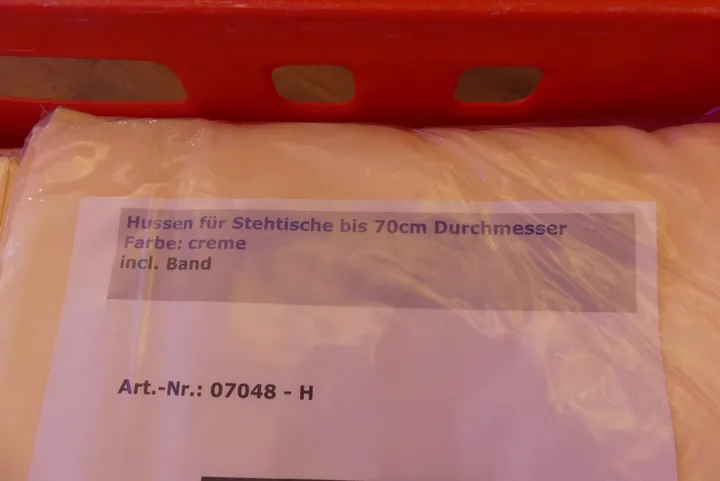 Hussen für Stehtische bis 70cm Durchmesser
Farbe: creme
incl. Band
Art.-Nr.: 07048 - H